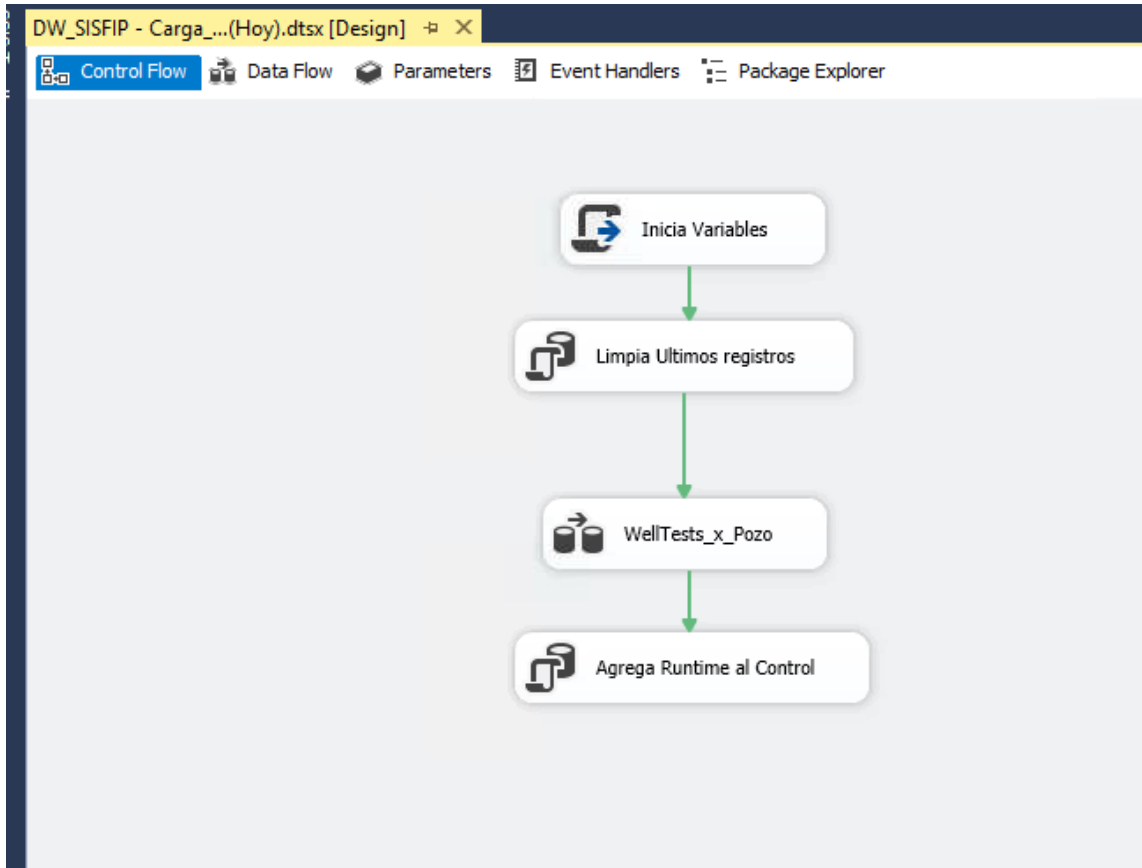 DW_SISFIP - Carga_...(Hoy).dtsx [Design]
Control Flow Data Flow Parameters Event Handlers Package Explorer
Inicia Variables
Limpia Ultimos registros
WellTests_x_Pozo
Agrega Runtime al Control